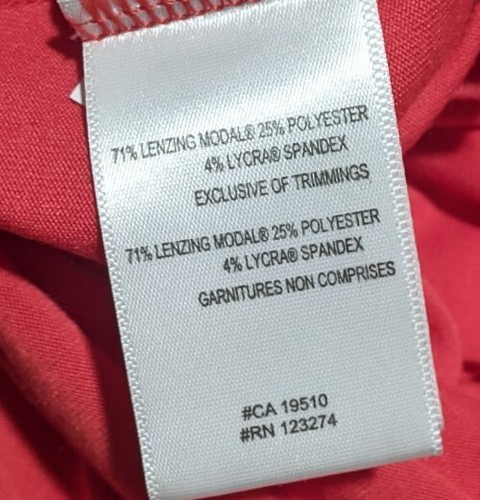 71% LENZING MODAL® 25% POLYESTER
4% LYCRA® SPANDEX
EXCLUSIVE OF TRIMMINGS
71% LENZING MODAL® 25% POLYESTER
4% LYCRA® SPANDEX
GARNITURES NON COMPRISES
#CA 19510
#RN 123274